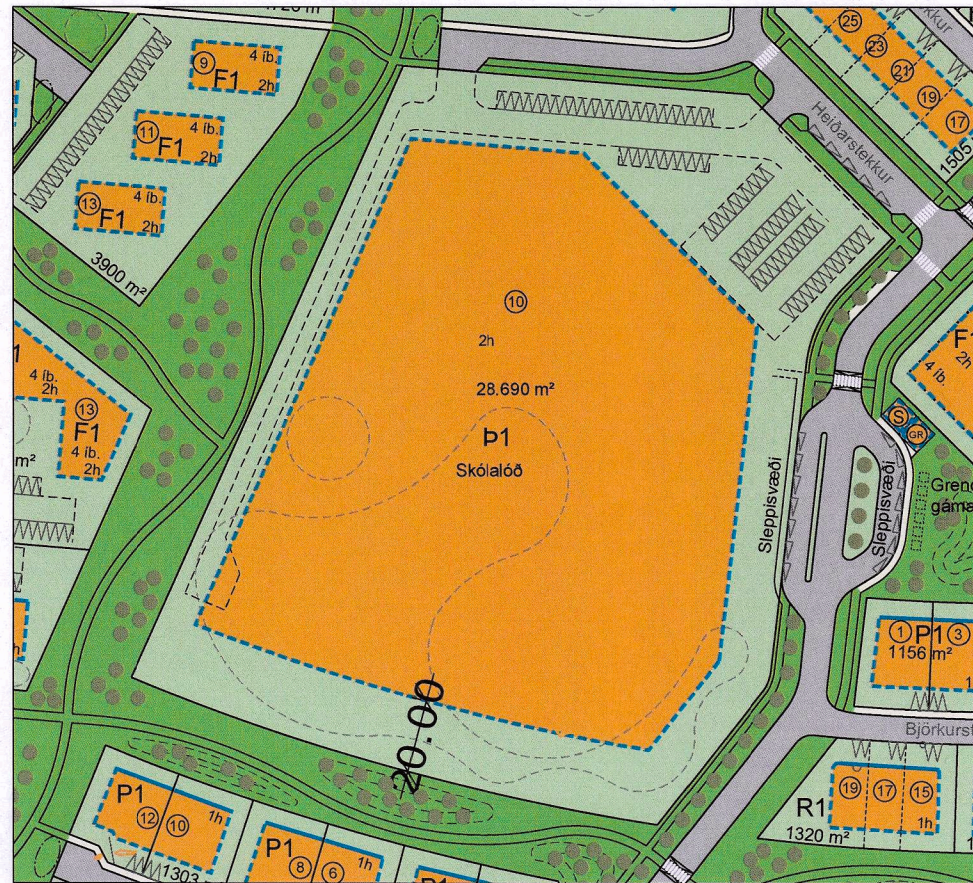 4 íb.
9
F1
2h
4 íb.
11
F1
2h
4 íb.
13
F1
2h
3900 m²
25
23
21
19
17
1505
Heiðarstekkur
10
2h
28.690 m²
Þ1
Skólalóð
4 íb.
2h
13
F1
4 íb.
2h
m²
F1
2h
4 íb.
S
GR
Sleppisvæði
Sleppisvæði
1
P1
3
1156 m²
20.00
P1
12
10
1h
1303
P1
8
6
1h
P1
19
17
15
R1
1h
1320 m²